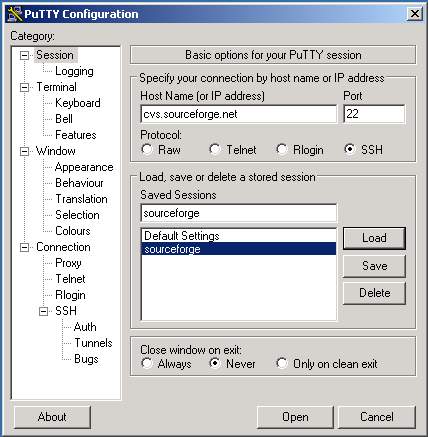 PuTTY Configuration
Category:
Session
Logging
Terminal
Keyboard
Bell
Features
Window
Appearance
Behaviour
Translation
Selection
Colours
Connection
Proxy
Telnet
Rlogin
SSH
Auth
Tunnels
Bugs
Basic options for your PuTTY session
Specify your connection by host name or IP address
Host Name (or IP address) Port
cvs.sourceforge.net 22
Protocol:
Raw Telnet Rlogin SSH
Load, save or delete a stored session
Saved Sessions
sourceforge
Default Settings
sourceforge
Load
Save
Delete
Close window on exit:
Always Never Only on clean exit
About Open Cancel